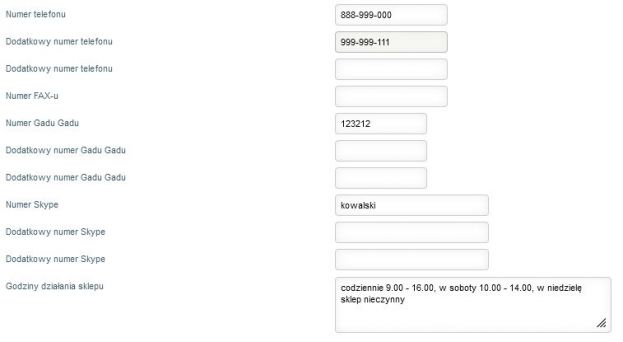 Numer telefonu 888-999-000
Dodatkowy numer telefonu 999-999-111
Dodatkowy numer telefonu
Numer FAX-u
Numer Gadu Gadu 123212
Dodatkowy numer Gadu Gadu
Dodatkowy numer Gadu Gadu
Numer Skype kowalski
Dodatkowy numer Skype
Dodatkowy numer Skype
Godziny działania sklepu codziennie 9.00 - 16.00, w soboty 10.00 - 14.00, w niedzielę
sklep nieczynny